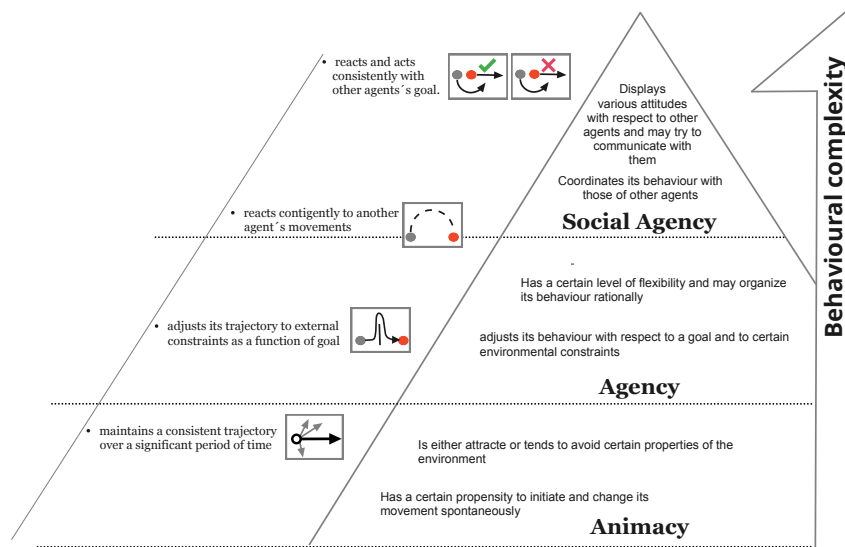 • reacts and acts
consistently with
other agents´s goal.
Displays
various attitudes
with respect to other
agents and may try to
communicate with
them
Coordinates its behaviour with
those of other agents
Social Agency
• reacts contigently to another
agent´s movements
-
Has a certain level of flexibility and may organize
its behaviour rationally
• adjusts its trajectory to external
constraints as a function of goal
adjusts its behaviour with respect to a goal and to certain
environmental constraints
Agency
• maintains a consistent trajectory
over a significant period of time
Is either attracte or tends to avoid certain properties of the
environment
Has a certain propensity to initiate and change its
movement spontaneously
Animacy
Behavioural complexity